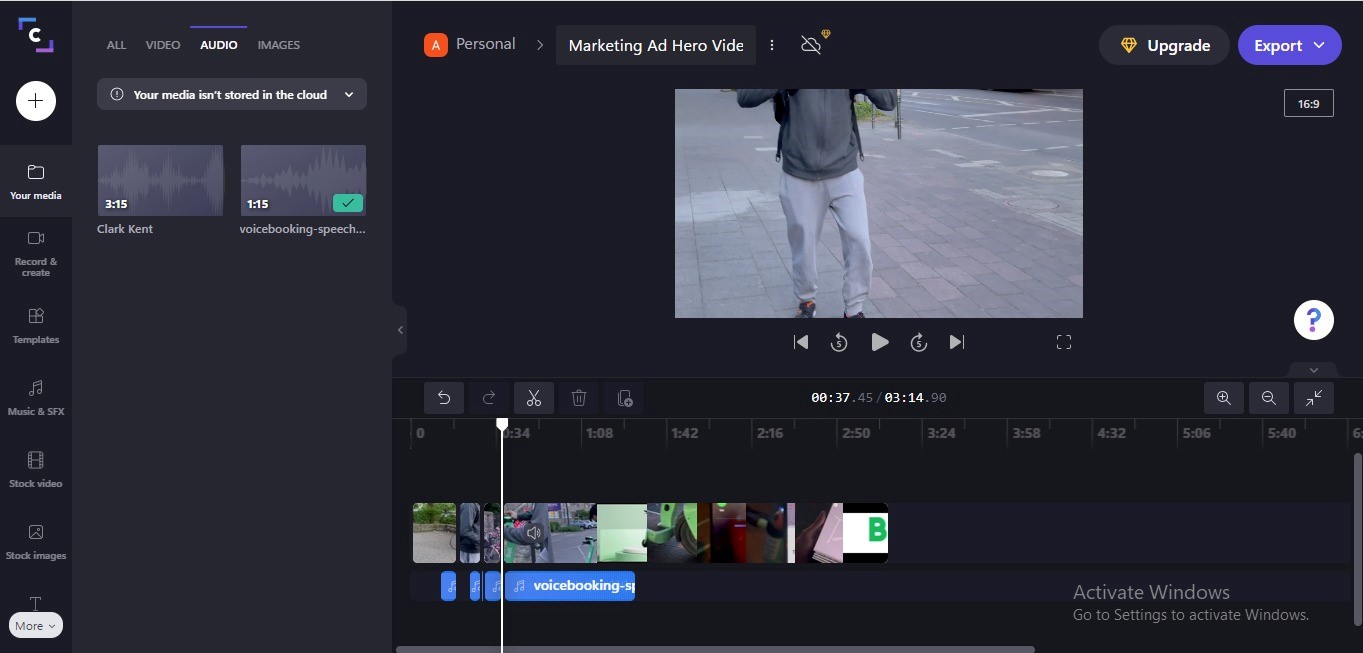 C
ALL
VIDEO
AUDIO
IMAGES
A
Personal
Marketing Ad Hero Vide
Upgrade
Export
Your media isn't stored in the cloud
16:9
Your media
3:15
1:15
Clark Kent
voicebooking-speech...
Record &
create
Templates
?
5
5
Music & SFX
00:37.45/03:14.90
0
0:34
1:08
1:42
2:16
2:50
3:24
3:58
4:32
5:06
5:40
6:
Stock video
B
Stock images
voicebooking-sp
T
More
Activate Windows
Go to Settings to activate Windows.